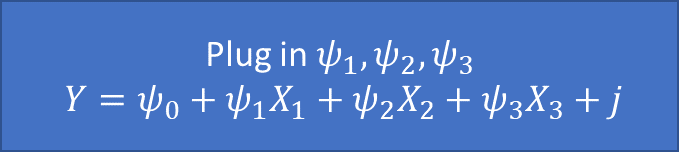 Plug in 𝜓₁, 𝜓₂, 𝜓₃
𝑌 = 𝜓₀ + 𝜓₁𝑋₁ + 𝜓₂𝑋₂ + 𝜓₃𝑋₃ + 𝑗